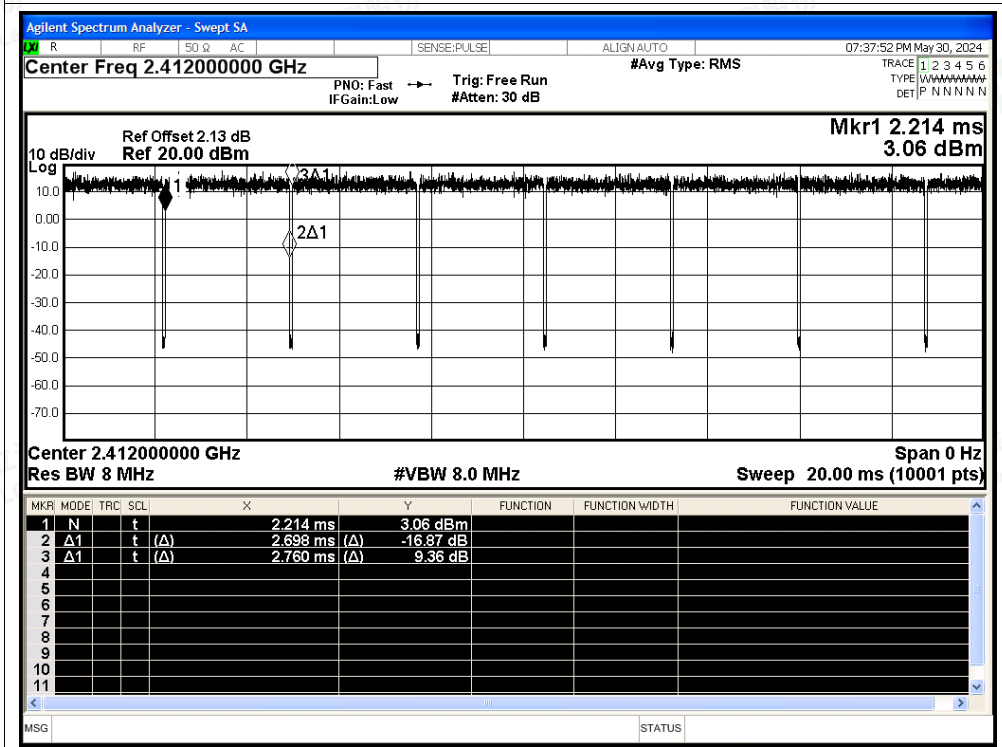 Agilent Spectrum Analyzer - Swept SA
LXI R RF 50 Ω AC SENSE:PULSE ALIGN AUTO 07:37:52 PM May 30, 2024
Center Freq 2.412000000 GHz #Avg Type: RMS TRACE 1 2 3 4 5 6
PNO: Fast Trig: Free Run TYPE
IFGain:Low #Atten: 30 dB DET P N N N N N
Mkr1 2.214 ms
Ref Offset 2.13 dB
10 dB/div Ref 20.00 dBm 3.06 dBm
Log
3Δ1
1
10.0
0.00
2Δ1
-10.0
-20.0
-30.0
-40.0
-50.0
-60.0
-70.0
Center 2.412000000 GHz Span 0 Hz
Res BW 8 MHz #VBW 8.0 MHz Sweep 20.00 ms (10001 pts)
MKR MODE TRC SCL X Y FUNCTION FUNCTION WIDTH FUNCTION VALUE
1 N t 2.214 ms 3.06 dBm
2 Δ1 t (Δ) 2.698 ms (Δ) -16.87 dB
3 Δ1 t (Δ) 2.760 ms (Δ) 9.36 dB
4
5
6
7
8
9
10
11
MSG STATUS